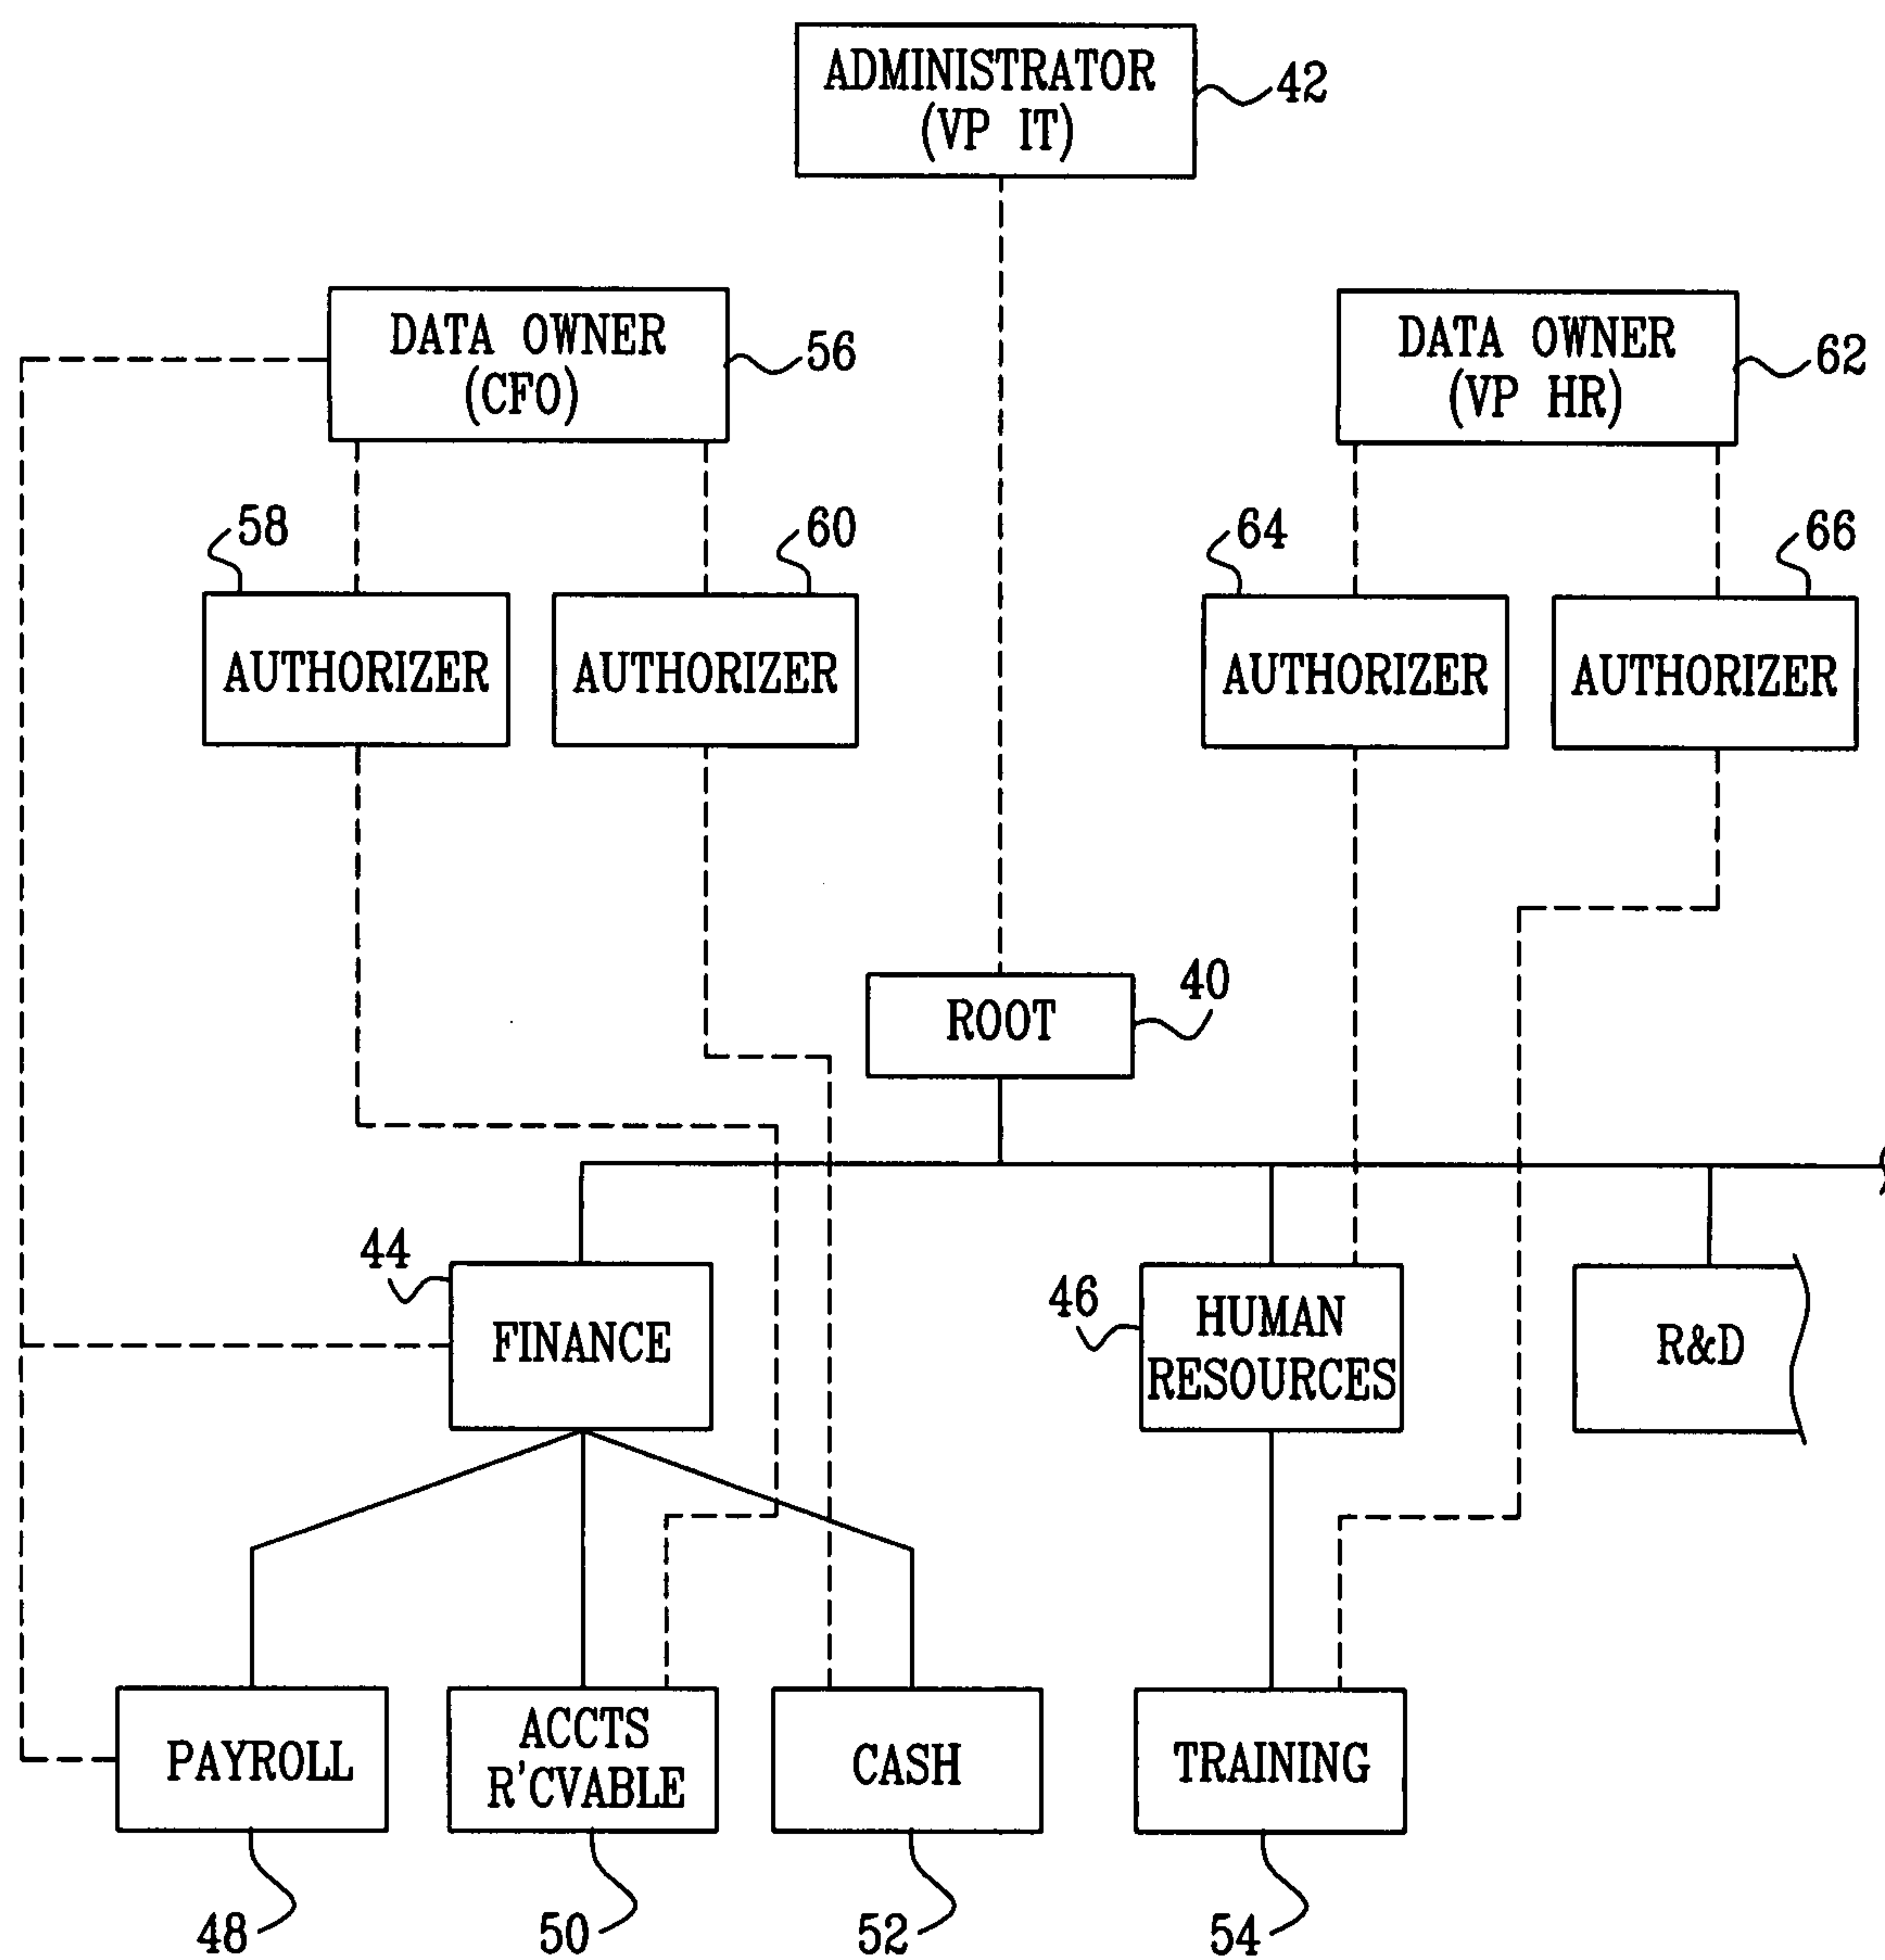 ADMINISTRATOR
(VP IT)
42
DATA OWNER
(CFO)
56
DATA OWNER
(VP HR)
62
58
60
64
66
AUTHORIZER
AUTHORIZER
AUTHORIZER
AUTHORIZER
ROOT
40
44
FINANCE
46
HUMAN
RESOURCES
R&D
PAYROLL
ACCTS
R'CVABLE
CASH
TRAINING
48
50
52
54